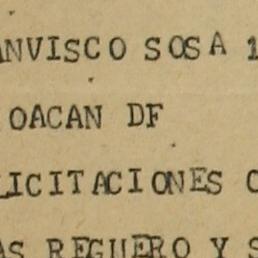 ANVISCO SOSA 1
OACAN DF
LICITACIONES
AS REGUERO Y S